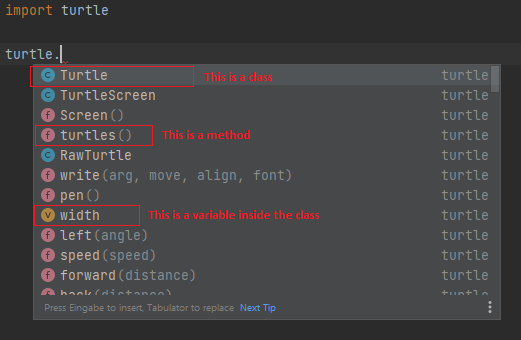 import turtle
turtle.
C Turtle This is a class turtle
C TurtleScreen turtle
f Screen() turtle
f turtles() This is a method turtle
C RawTurtle turtle
f write(arg, move, align, font) turtle
f pen() turtle
V width This is a variable inside the class turtle
f left(angle) turtle
f speed(speed) turtle
f forward(distance) turtle
f back(distance) turtle
Press Eingabe to insert, Tabulator to replace Next Tip